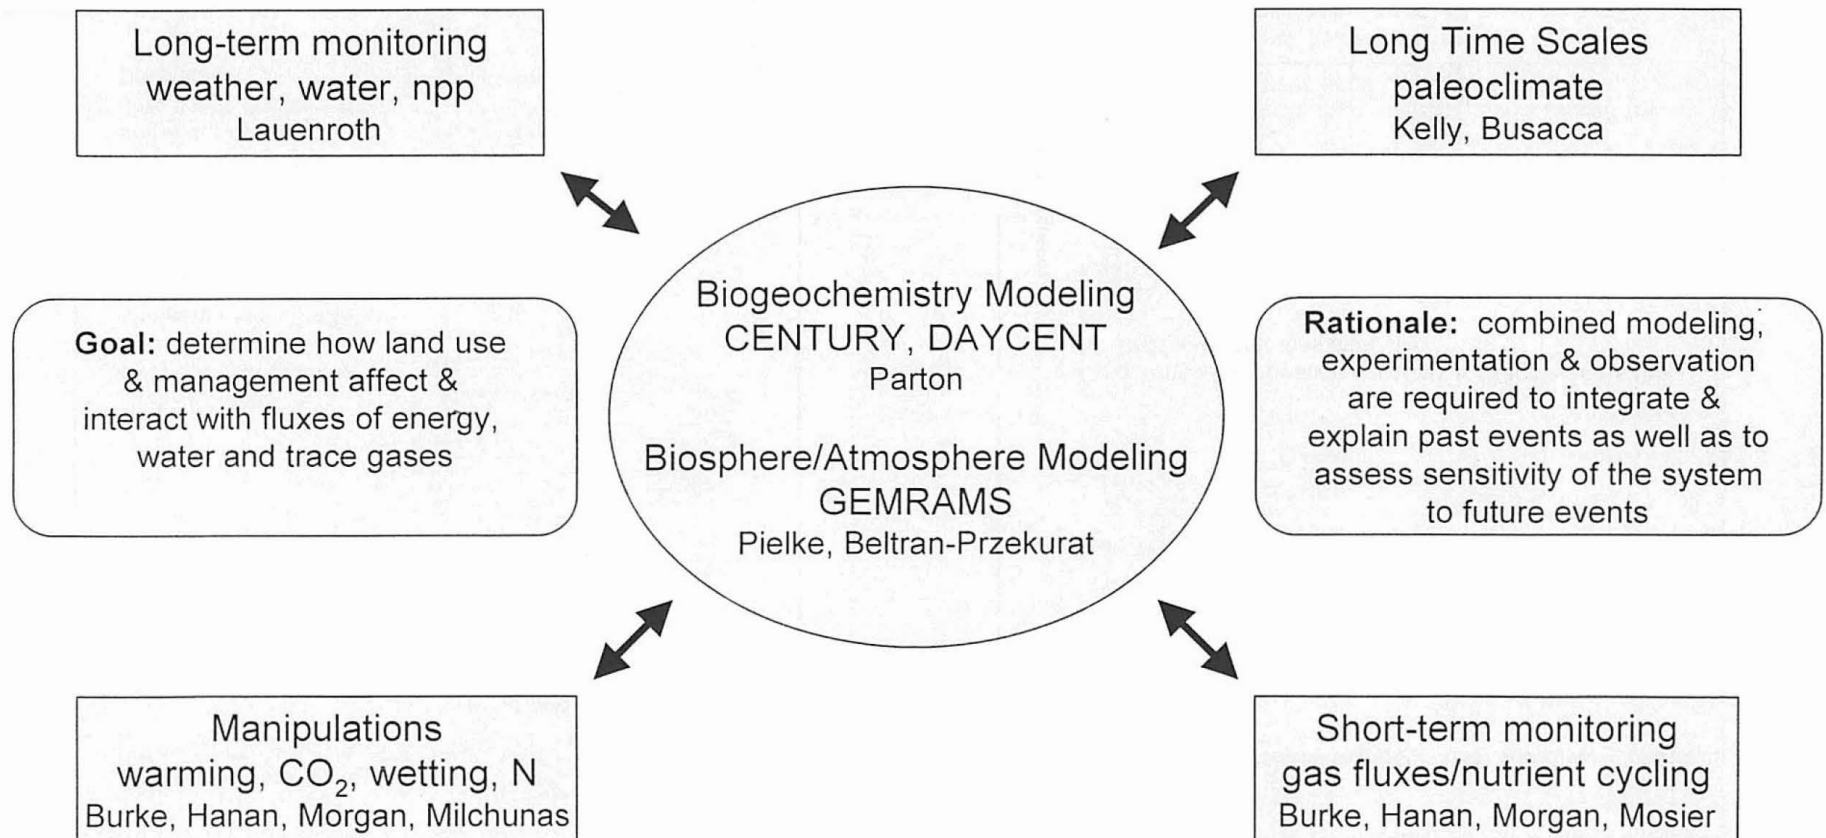 Long-term monitoring
weather, water, npp
Lauenroth
Long Time Scales
paleoclimate
Kelly, Busacca
Goal: determine how land use
& management affect &
interact with fluxes of energy,
water and trace gases
Biogeochemistry Modeling
CENTURY, DAYCENT
Parton
Biosphere/Atmosphere Modeling
GEMRAMS
Pielke, Beltran-Przekurat
Rationale: combined modeling,
experimentation & observation
are required to integrate &
explain past events as well as to
assess sensitivity of the system
to future events
Manipulations
warming, CO₂, wetting, N
Burke, Hanan, Morgan, Milchunas
Short-term monitoring
gas fluxes/nutrient cycling
Burke, Hanan, Morgan, Mosier